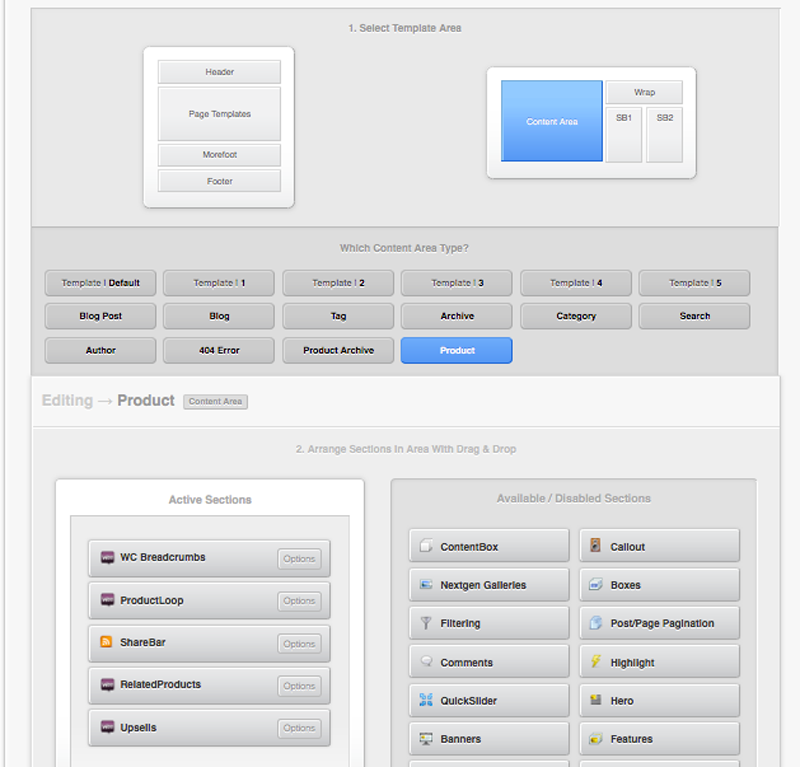 1. Select Template Area
Header
Page Templates
Morefoot
Footer
Content Area
Wrap
SB1 SB2
Which Content Area Type?
Template | Default Template | 1 Template | 2 Template | 3 Template | 4 Template | 5
Blog Post Blog Tag Archive Category Search
Author 404 Error Product Archive Product
Editing → Product Content Area
2. Arrange Sections In Area With Drag & Drop
Active Sections
WC Breadcrumbs Options
ProductLoop Options
ShareBar Options
RelatedProducts Options
Upsells Options
Available / Disabled Sections
ContentBox Callout
Nextgen Galleries Boxes
Filtering Post/Page Pagination
Comments Highlight
QuickSlider Hero
Banners Features